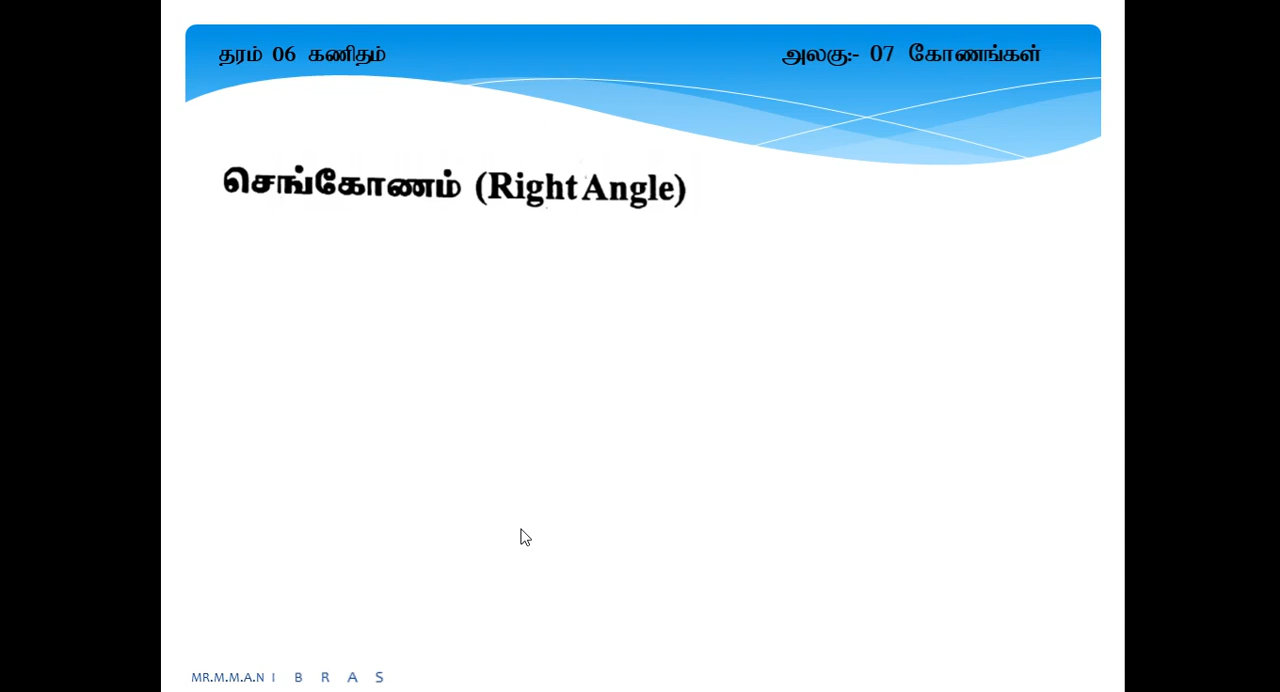 தரம் 06 கணிதம்
அலகு:- 07 கோணங்கள்
செங்கோணம் (Right Angle)
MR.M.M.A.N I B R A S